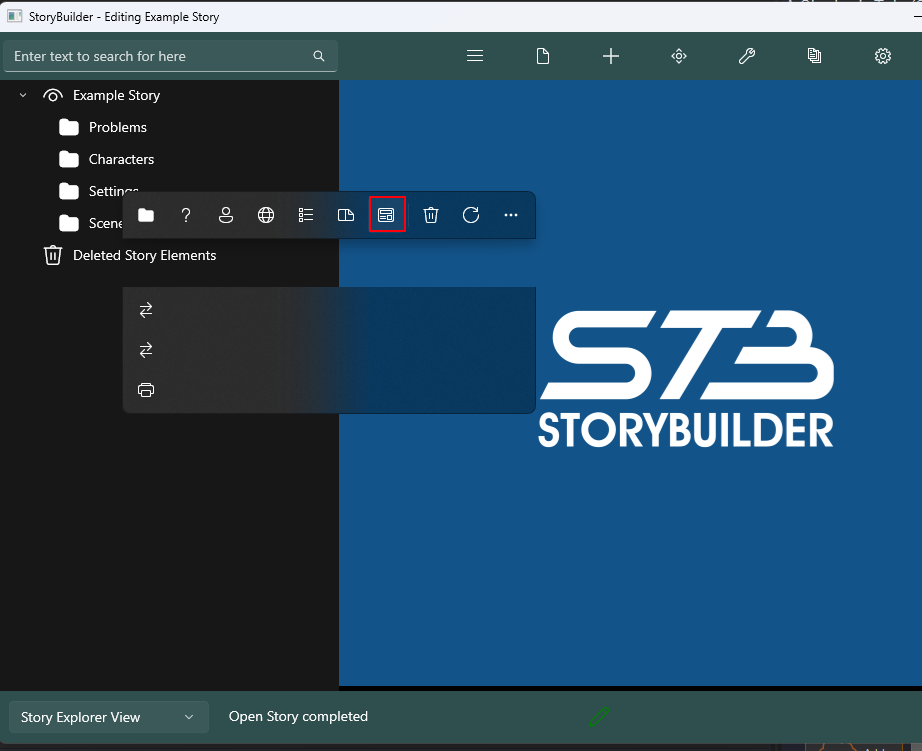 StoryBuilder - Editing Example Story
Enter text to search for here
Example Story
Problems
Characters
Settings
Scene
Deleted Story Elements
STB
STORYBUILDER
Story Explorer View
Open Story completed